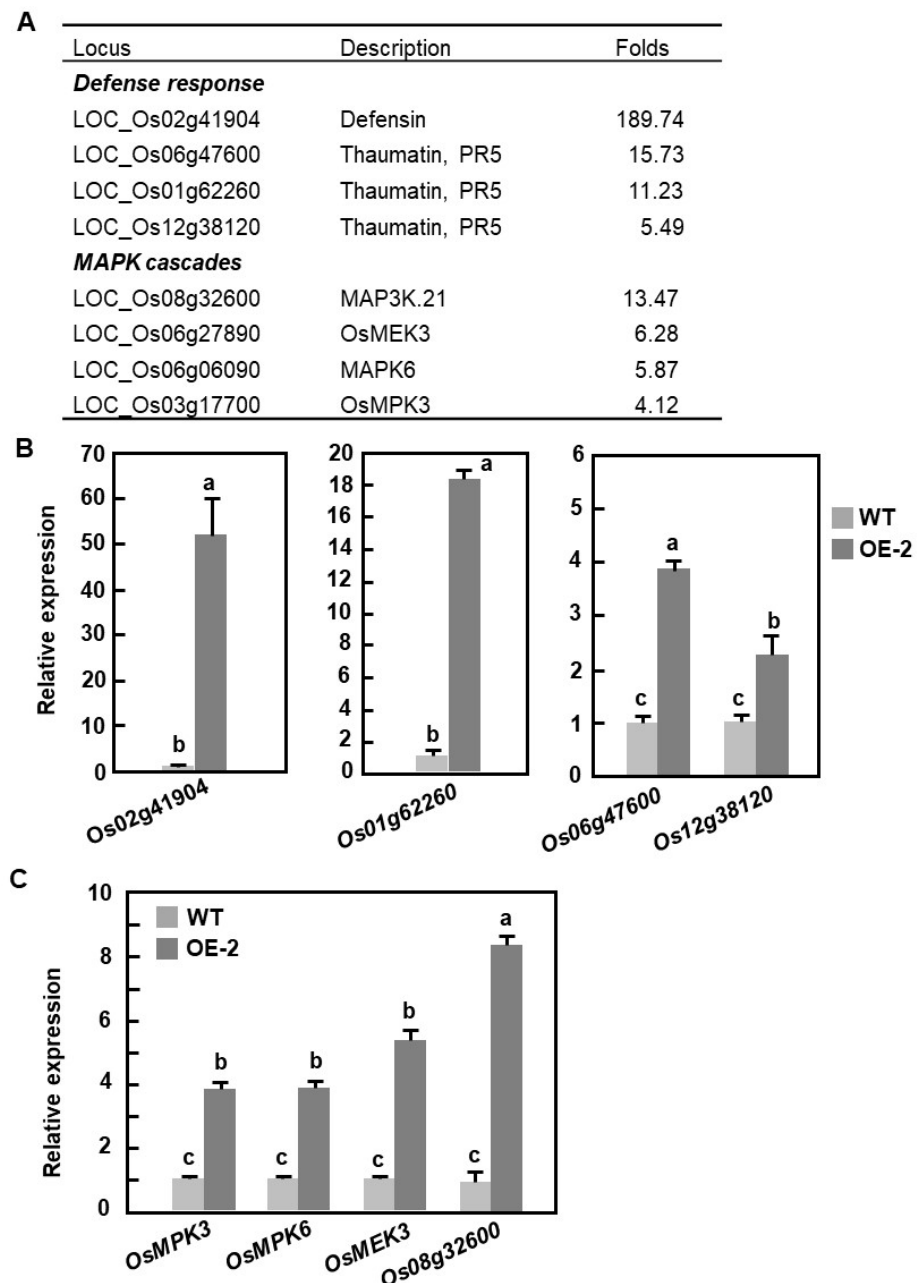 A
Locus Description Folds
Defense response
LOC_Os02g41904 Defensin 189.74
LOC_Os06g47600 Thaumatin, PR5 15.73
LOC_Os01g62260 Thaumatin, PR5 11.23
LOC_Os12g38120 Thaumatin, PR5 5.49
MAPK cascades
LOC_Os08g32600 MAP3K.21 13.47
LOC_Os06g27890 OsMEK3 6.28
LOC_Os06g06090 MAPK6 5.87
LOC_Os03g17700 OsMPK3 4.12
B
Relative expression
70
60
50
40
30
20
10
0
b
a
Os02g41904
20
18
16
14
12
10
8
6
4
2
0
b
a
Os01g62260
6
5
4
3
2
1
0
c
a
c
b
Os06g47600
Os12g38120
WT
OE-2
C
Relative expression
10
8
6
4
2
0
WT
OE-2
c
b
c
b
c
b
c
a
OsMPK3
OsMPK6
OsMEK3
Os08g32600